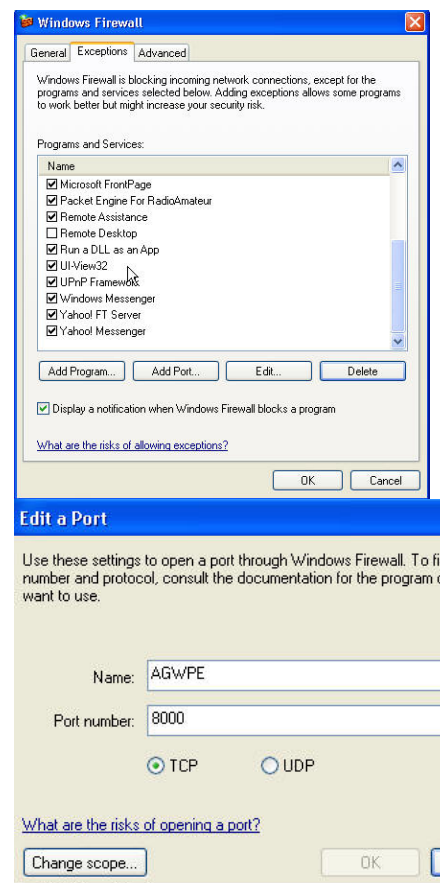 Windows Firewall
General Exceptions Advanced
Windows Firewall is blocking incoming network connections, except for the
programs and services selected below. Adding exceptions allows some programs
to work better but might increase your security risk.
Programs and Services:
Name
Microsoft FrontPage
Packet Engine For RadioAmateur
Remote Assistance
Remote Desktop
Run a DLL as an App
UI-View32
UPnP Framework
Windows Messenger
Yahoo! FT Server
Yahoo! Messenger
Add Program... Add Port... Edit... Delete
Display a notification when Windows Firewall blocks a program
What are the risks of allowing exceptions?
OK Cancel
Edit a Port
Use these settings to open a port through Windows Firewall. To fi
number and protocol, consult the documentation for the program
want to use.
Name: AGWPE
Port number: 8000
TCP UDP
What are the risks of opening a port?
Change scope... OK